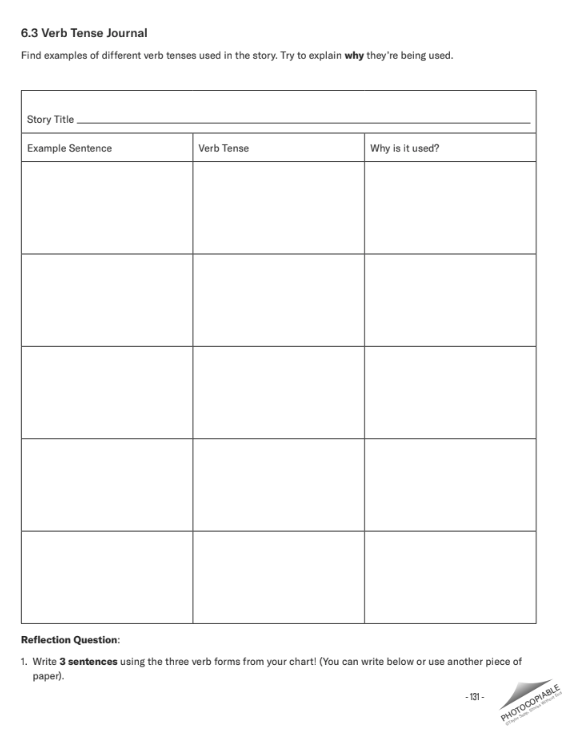 6.3 Verb Tense Journal
Find examples of different verb tenses used in the story. Try to explain why they're being used.
Story Title
Example Sentence
Verb Tense
Why is it used?
Reflection Question:
1. Write 3 sentences using the three verb forms from your chart! (You can write below or use another piece of
paper).
- 131 -
PHOTOCOPIABLE